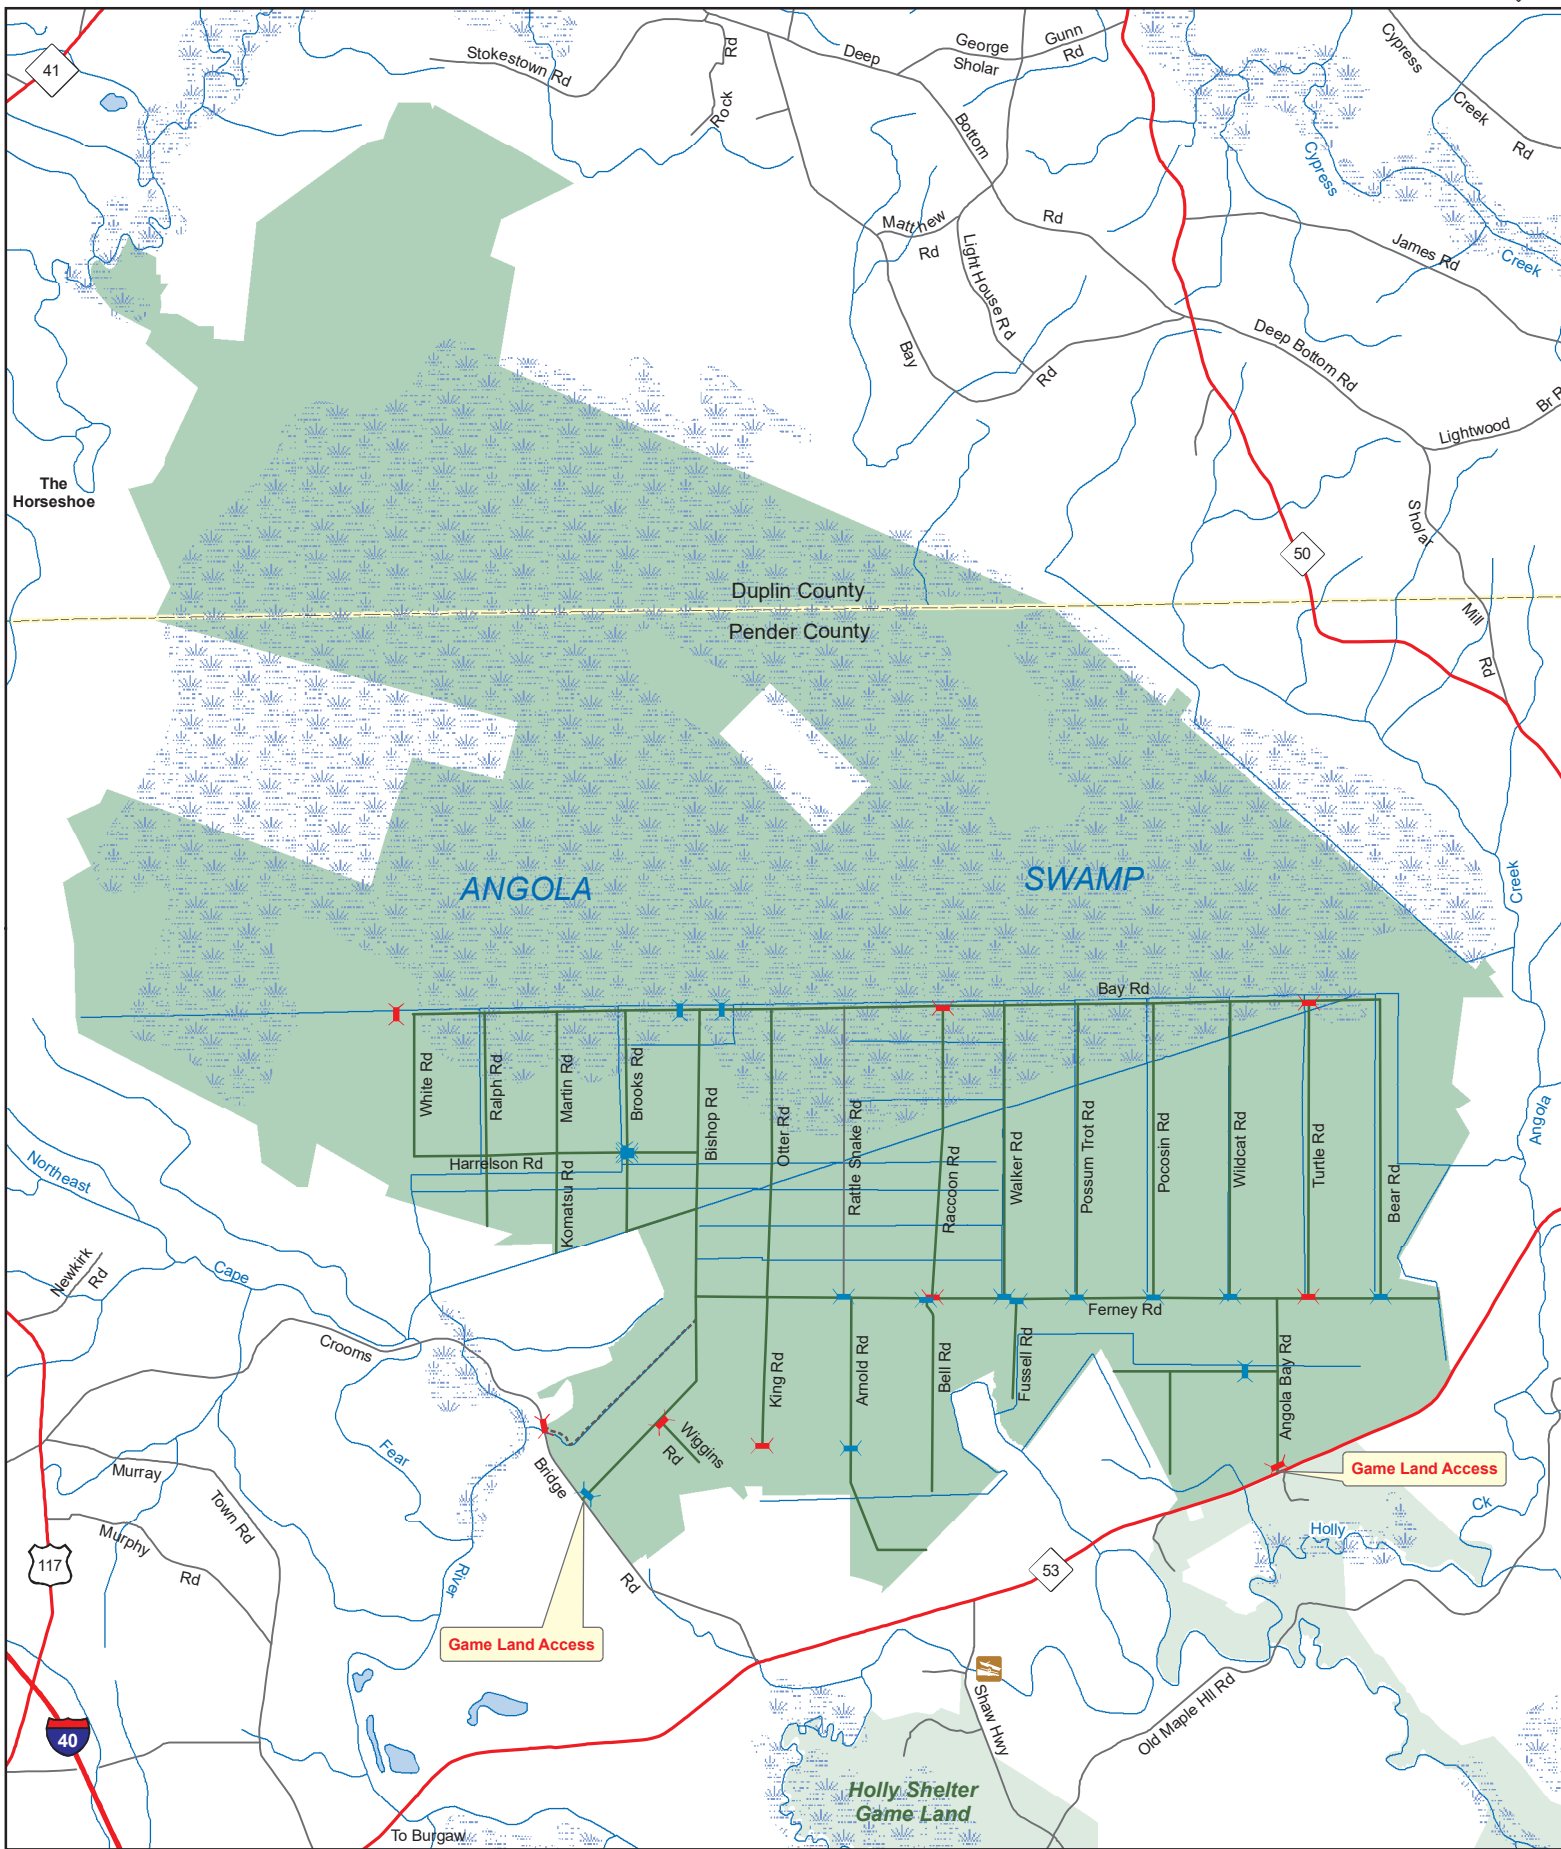 41
Stokestown Rd
Rock
Rd
Deep
Bottom
Rd
George
Sholar
Gunn
Rd
Cypress
Creek
Rd
Cypress
Creek
Matthew
Rd
Light House Rd
James Rd
Bay
Rd
Deep Bottom Rd
Lightwood
Br
The
Horseshoe
Sholar
Mill
Rd
50
Duplin County
Pender County
ANGOLA
SWAMP
Creek
Angola
Bay Rd
White Rd
Ralph Rd
Martin Rd
Brooks Rd
Bishop Rd
Otter Rd
Rattle Snake Rd
Raccoon Rd
Walker Rd
Possum Trot Rd
Pocosin Rd
Wildcat Rd
Turtle Rd
Bear Rd
Harrelson Rd
Komatsu Rd
Northeast
Cape
Fear
River
Newkirk
Rd
Crooms
Bridge
Rd
Ferney Rd
King Rd
Arnold Rd
Bell Rd
Fussell Rd
Angola Bay Rd
Wiggins
Rd
Game Land Access
Murray
Town Rd
Murphy
Rd
117
Holly
Ck
53
Game Land Access
Shaw Hwy
Old Maple Hll Rd
40
Holly Shelter
Game Land
To Burgaw